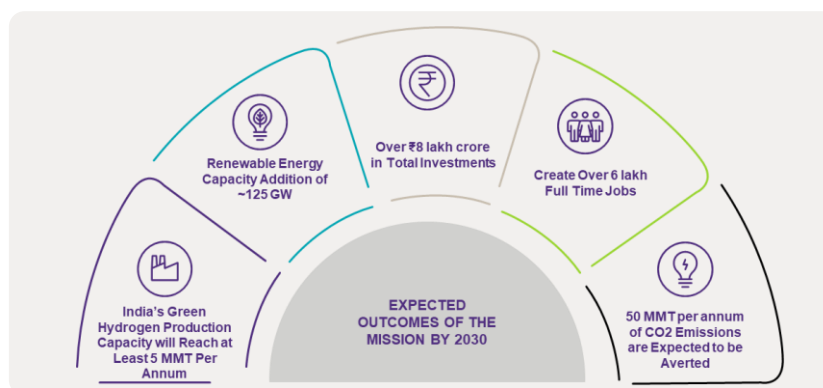 India's Green
Hydrogen Production
Capacity will Reach at
Least 5 MMT Per
Annum
Renewable Energy
Capacity Addition of
~125 GW
Over ₹8 lakh crore
in Total Investments
Create Over 6 lakh
Full Time Jobs
50 MMT per annum
of CO2 Emissions
are Expected to be
Averted
EXPECTED
OUTCOMES OF THE
MISSION BY 2030